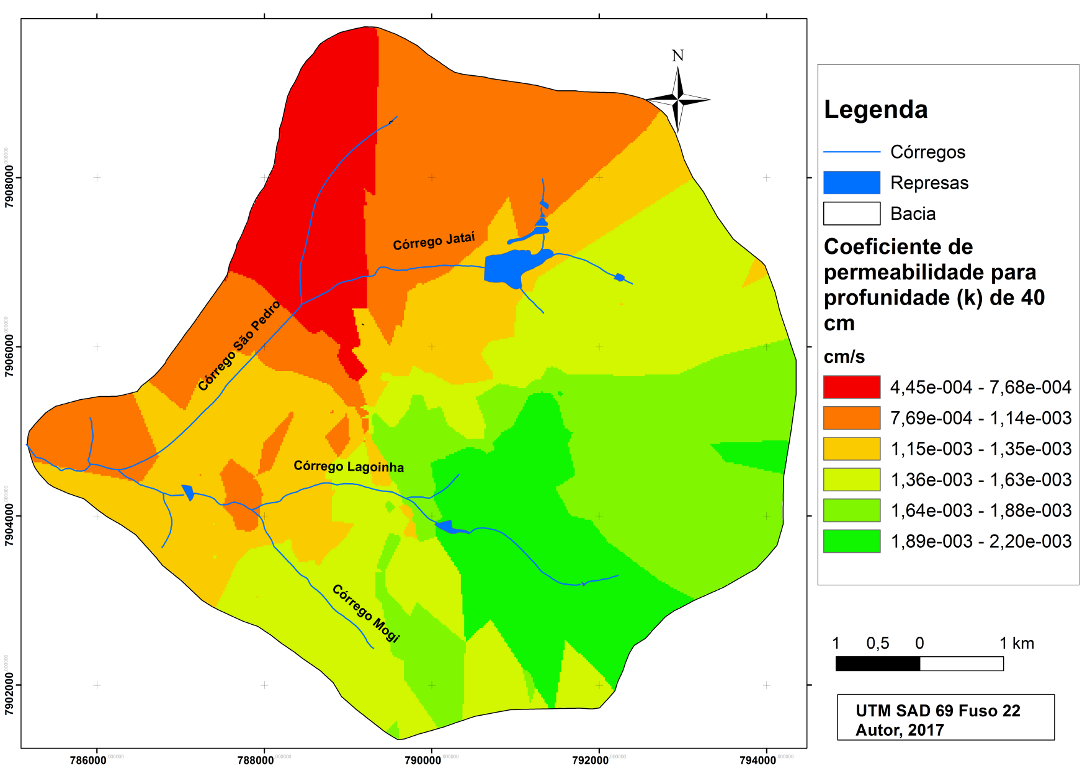 N
Legenda
Córregos
Represas
Bacia
Coeficiente de
permeabilidade para
profunidade (k) de 40
cm
cm/s
4,45e-004 - 7,68e-004
7,69e-004 - 1,14e-003
1,15e-003 - 1,35e-003
1,36e-003 - 1,63e-003
1,64e-003 - 1,88e-003
1,89e-003 - 2,20e-003
Córrego Jataí
Córrego São Pedro
Córrego Lagoinha
Córrego Mogi
7908000
7906000
7904000
7902000
786000
788000
790000
792000
794000
1 0,5 0 1 km
UTM SAD 69 Fuso 22
Autor, 2017